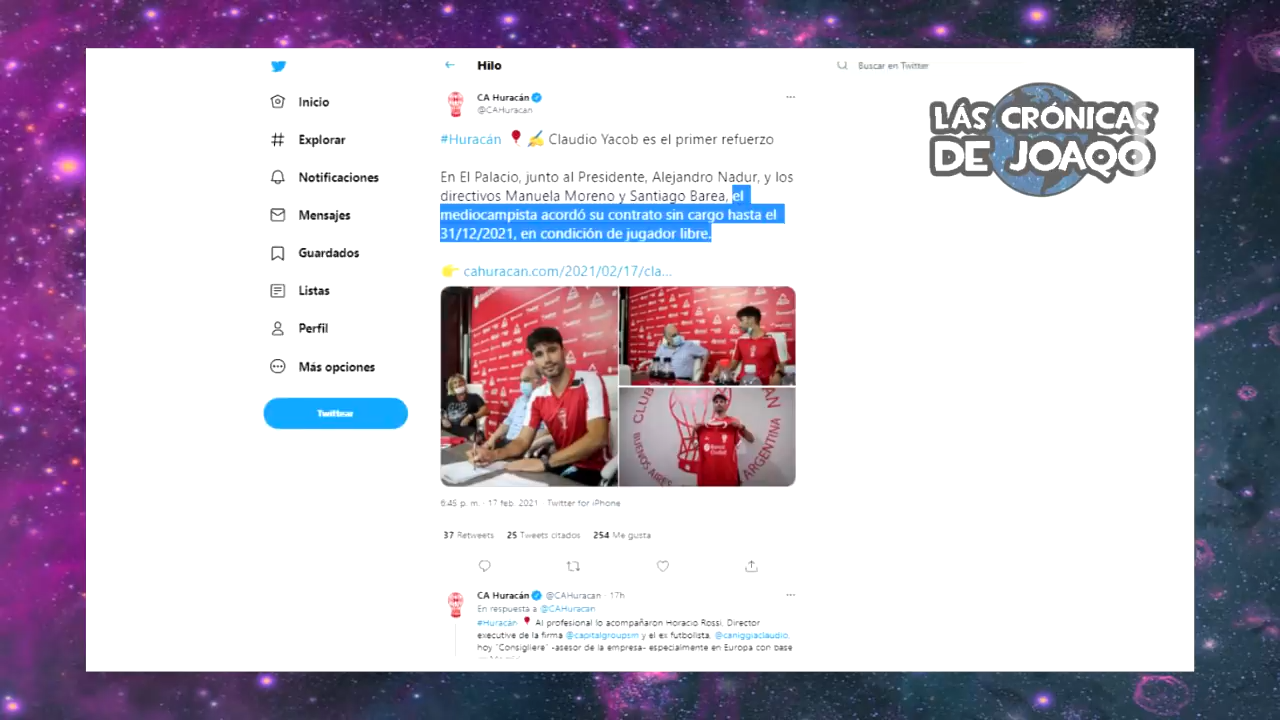 Hilo
Buscar en Twitter
CA Huracán
@CAHuracan
Inicio
Explorar
Notificaciones
Mensajes
Guardados
Listas
Perfil
Más opciones
Twittear
LÁS CRÓNICAS
DE JOAQO
#Huracán 🎈✍️ Claudio Yacob es el primer refuerzo
En El Palacio, junto al Presidente, Alejandro Nadur, y los
directivos Manuela Moreno y Santiago Barea, el
mediocampista acordó su contrato sin cargo hasta el
31/12/2021, en condición de jugador libre.
👉 cahuracan.com/2021/02/17/cla...
CLUB
BUENOS AIRES
ARGENTINA
6:45 p. m. · 17 feb. 2021 · Twitter for iPhone
37 Retweets 25 Tweets citados 254 Me gusta
CA Huracán @CAHuracan · 17h
En respuesta a @CAHuracan
#Huracan 🎈 Al profesional lo acompañaron Horacio Rossi, Director
executive de la firma @capitalgroupsm y el ex futbolista, @caniggiaclaudio,
hoy "Consigliere" -asesor de la empresa- especialmente en Europa con base